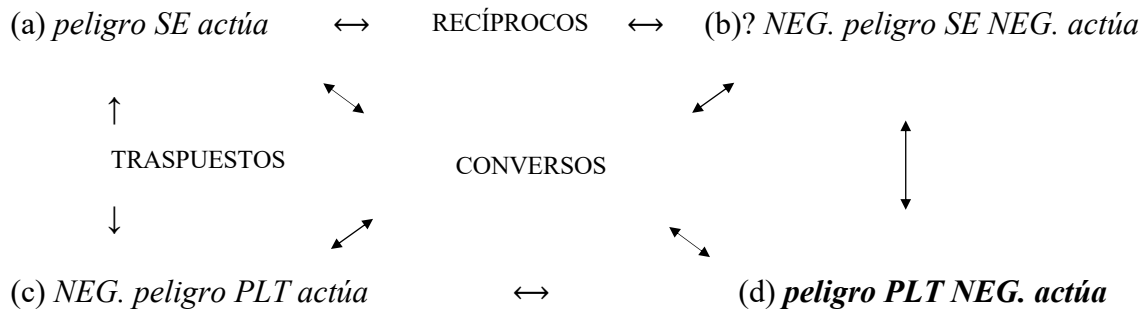 (a) peligro SE actúa ↔ RECÍPROCOS ↔ (b)? NEG. peligro SE NEG. actúa
TRASPUESTOS CONVERSOS
(c) NEG. peligro PLT actúa ↔ (d) peligro PLT NEG. actúa